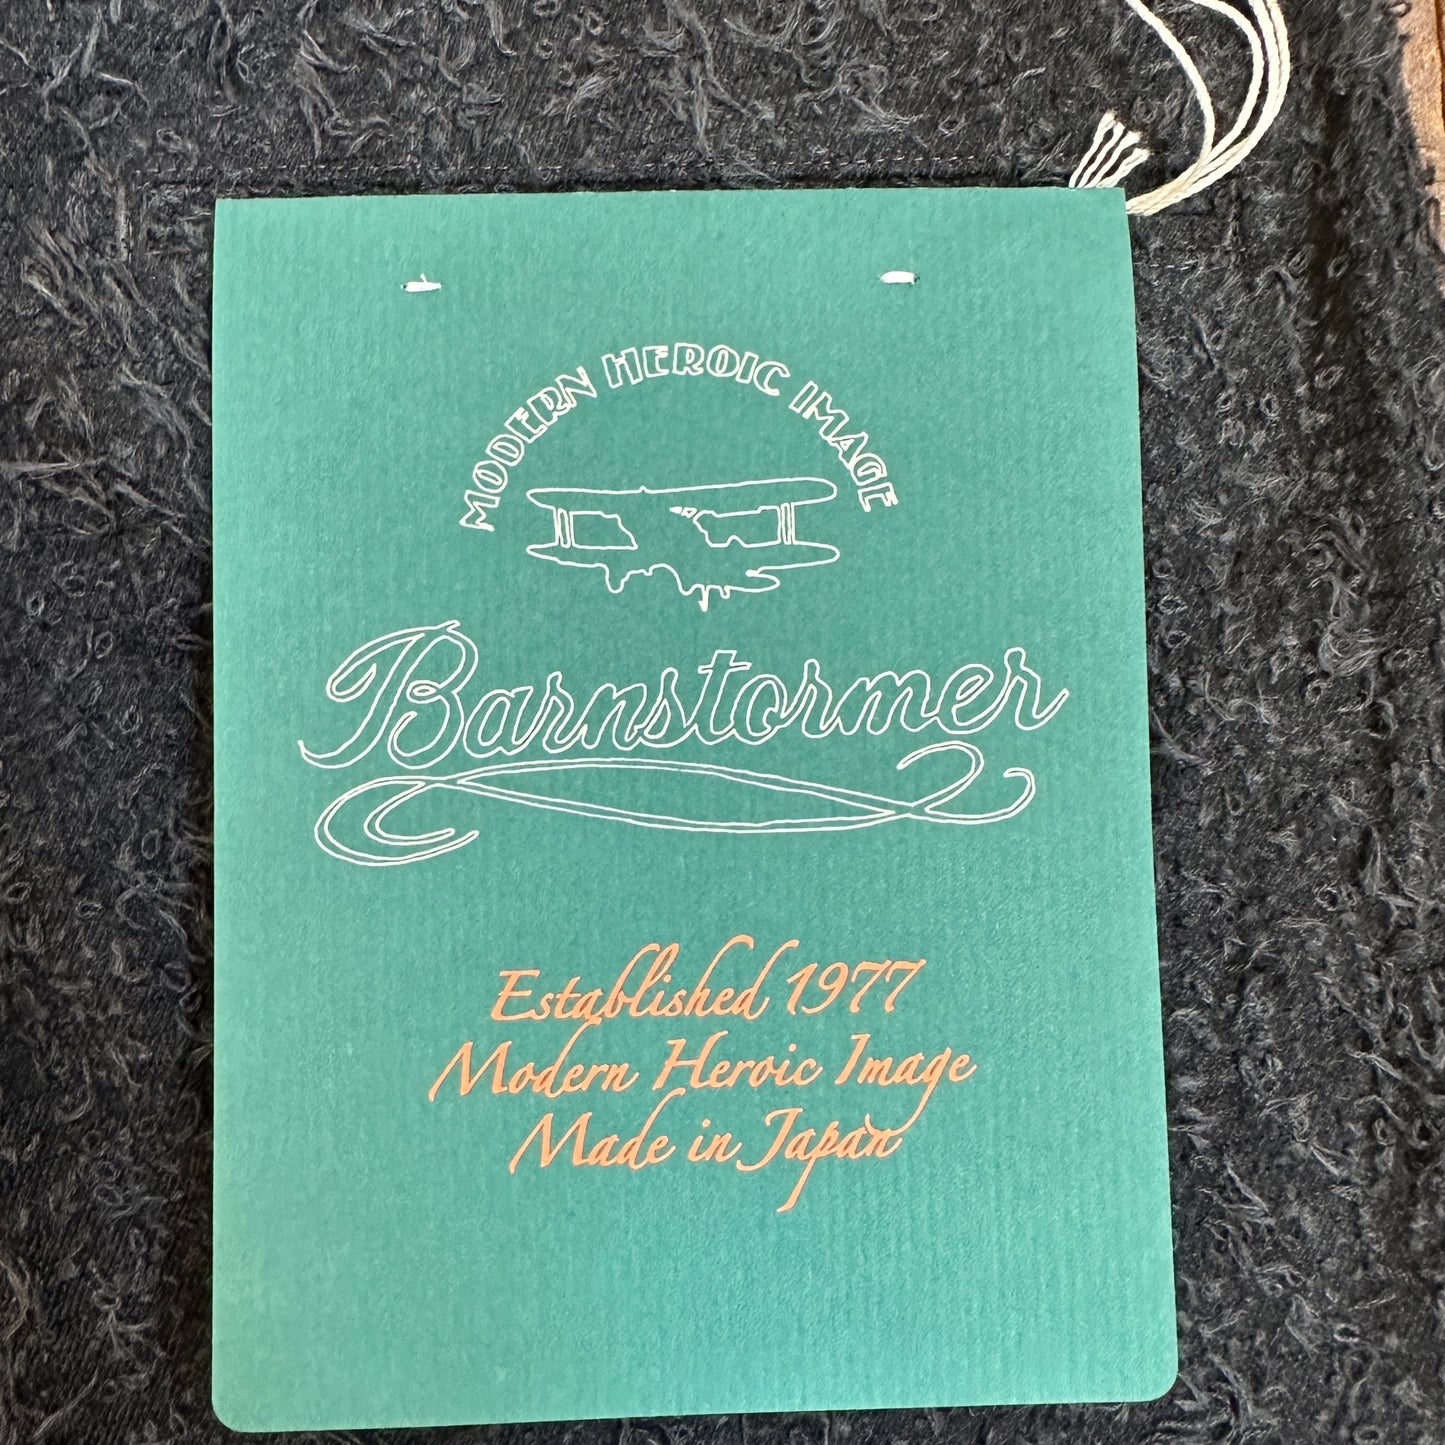 MODERN HEROIC IMAGE
Barnstormer
Established 1977
Modern Heroic Image
Made in Japan